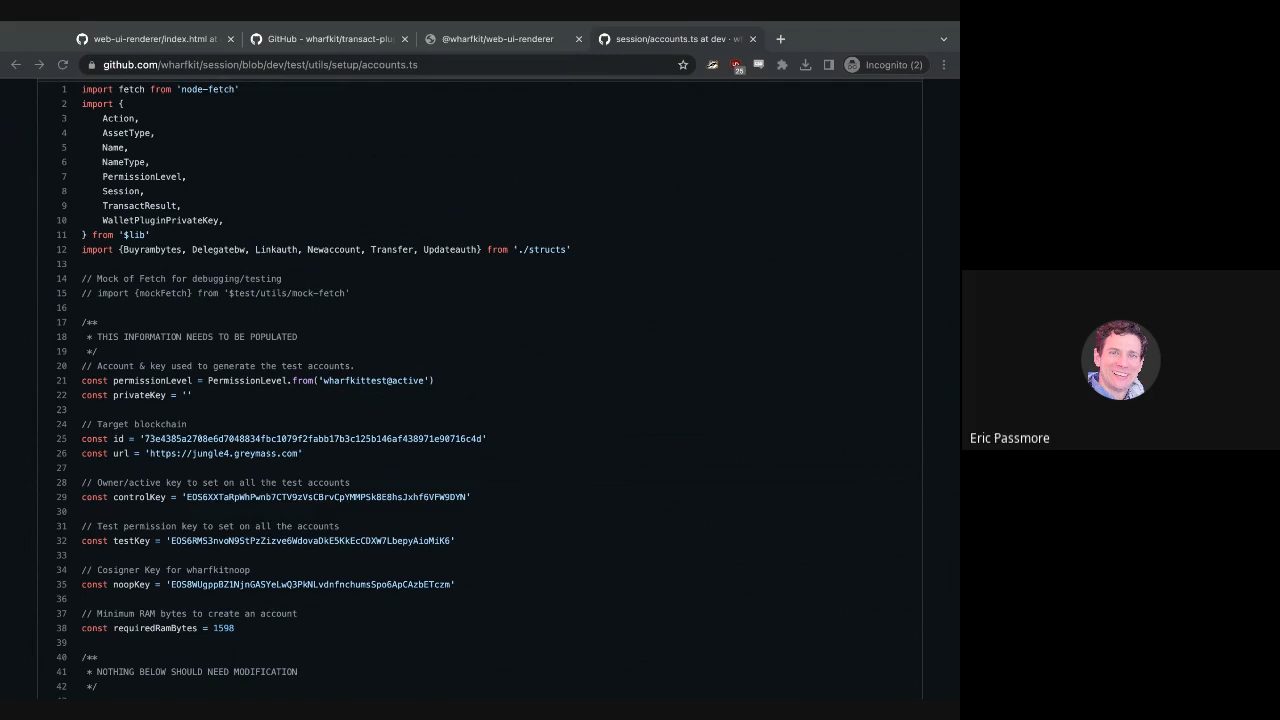 web-ui-renderer/index.html at
GitHub - wharfkit/transact-plu
@wharfkit/web-ui-renderer
session/accounts.ts at dev · w
github.com/wharfkit/session/blob/dev/test/utils/setup/accounts.ts
25
Incognito (2)
1 import fetch from 'node-fetch'
2 import {
3 Action,
4 AssetType,
5 Name,
6 NameType,
7 PermissionLevel,
8 Session,
9 TransactResult,
10 WalletPluginPrivateKey,
11 } from '$lib'
12 import {Buyrambytes, Delegatebw, Linkauth, Newaccount, Transfer, Updateauth} from './structs'
13
14 // Mock of Fetch for debugging/testing
15 // import {mockFetch} from '$test/utils/mock-fetch'
16
17 /**
18 * THIS INFORMATION NEEDS TO BE POPULATED
19 */
20 // Account & key used to generate the test accounts.
21 const permissionLevel = PermissionLevel.from('wharfkittest@active')
22 const privateKey = ''
23
24 // Target blockchain
25 const id = '73e4385a2708e6d7048834fbc1079f2fabb17b3c125b146af438971e90716c4d'
26 const url = 'https://jungle4.greymass.com'
27
28 // Owner/active key to set on all the test accounts
29 const controlKey = 'EOS6XXTaRpWhPwnb7CTV9zVsCBrvCpYMMPSk8E8hsJxhf6VFW9DYN'
30
31 // Test permission key to set on all the accounts
32 const testKey = 'EOS6RMS3nvoN9StPzZizve6WdovaDkE5KkEcCDXW7LbepyAioMiK6'
33
34 // Cosigner Key for wharfkitnoop
35 const noopKey = 'EOS8WUgppBZ1NjnGASYeLwQ3PkNLvdnfnchumsSpo6ApCAzbETczm'
36
37 // Minimum RAM bytes to create an account
38 const requiredRamBytes = 1598
39
40 /**
41 * NOTHING BELOW SHOULD NEED MODIFICATION
42 */
Eric Passmore